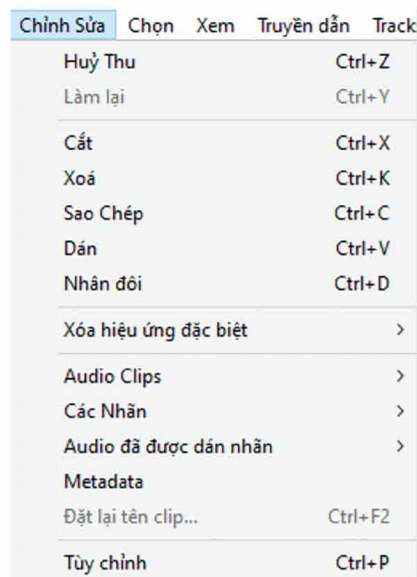 Chỉnh Sửa Chọn Xem Truyền dẫn Track
Huỷ Thu Ctrl+Z
Làm lại Ctrl+Y
Cắt Ctrl+X
Xoá Ctrl+K
Sao Chép Ctrl+C
Dán Ctrl+V
Nhân đôi Ctrl+D
Xóa hiệu ứng đặc biệt >
Audio Clips >
Các Nhãn >
Audio đã được dán nhãn >
Metadata
Đặt lại tên clip... Ctrl+F2
Tùy chỉnh Ctrl+P